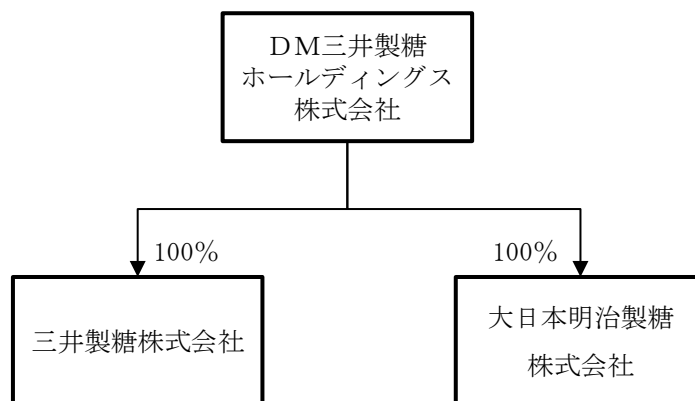 DM三井製糖
ホールディングス
株式会社
100%
100%
三井製糖株式会社
大日本明治製糖
株式会社